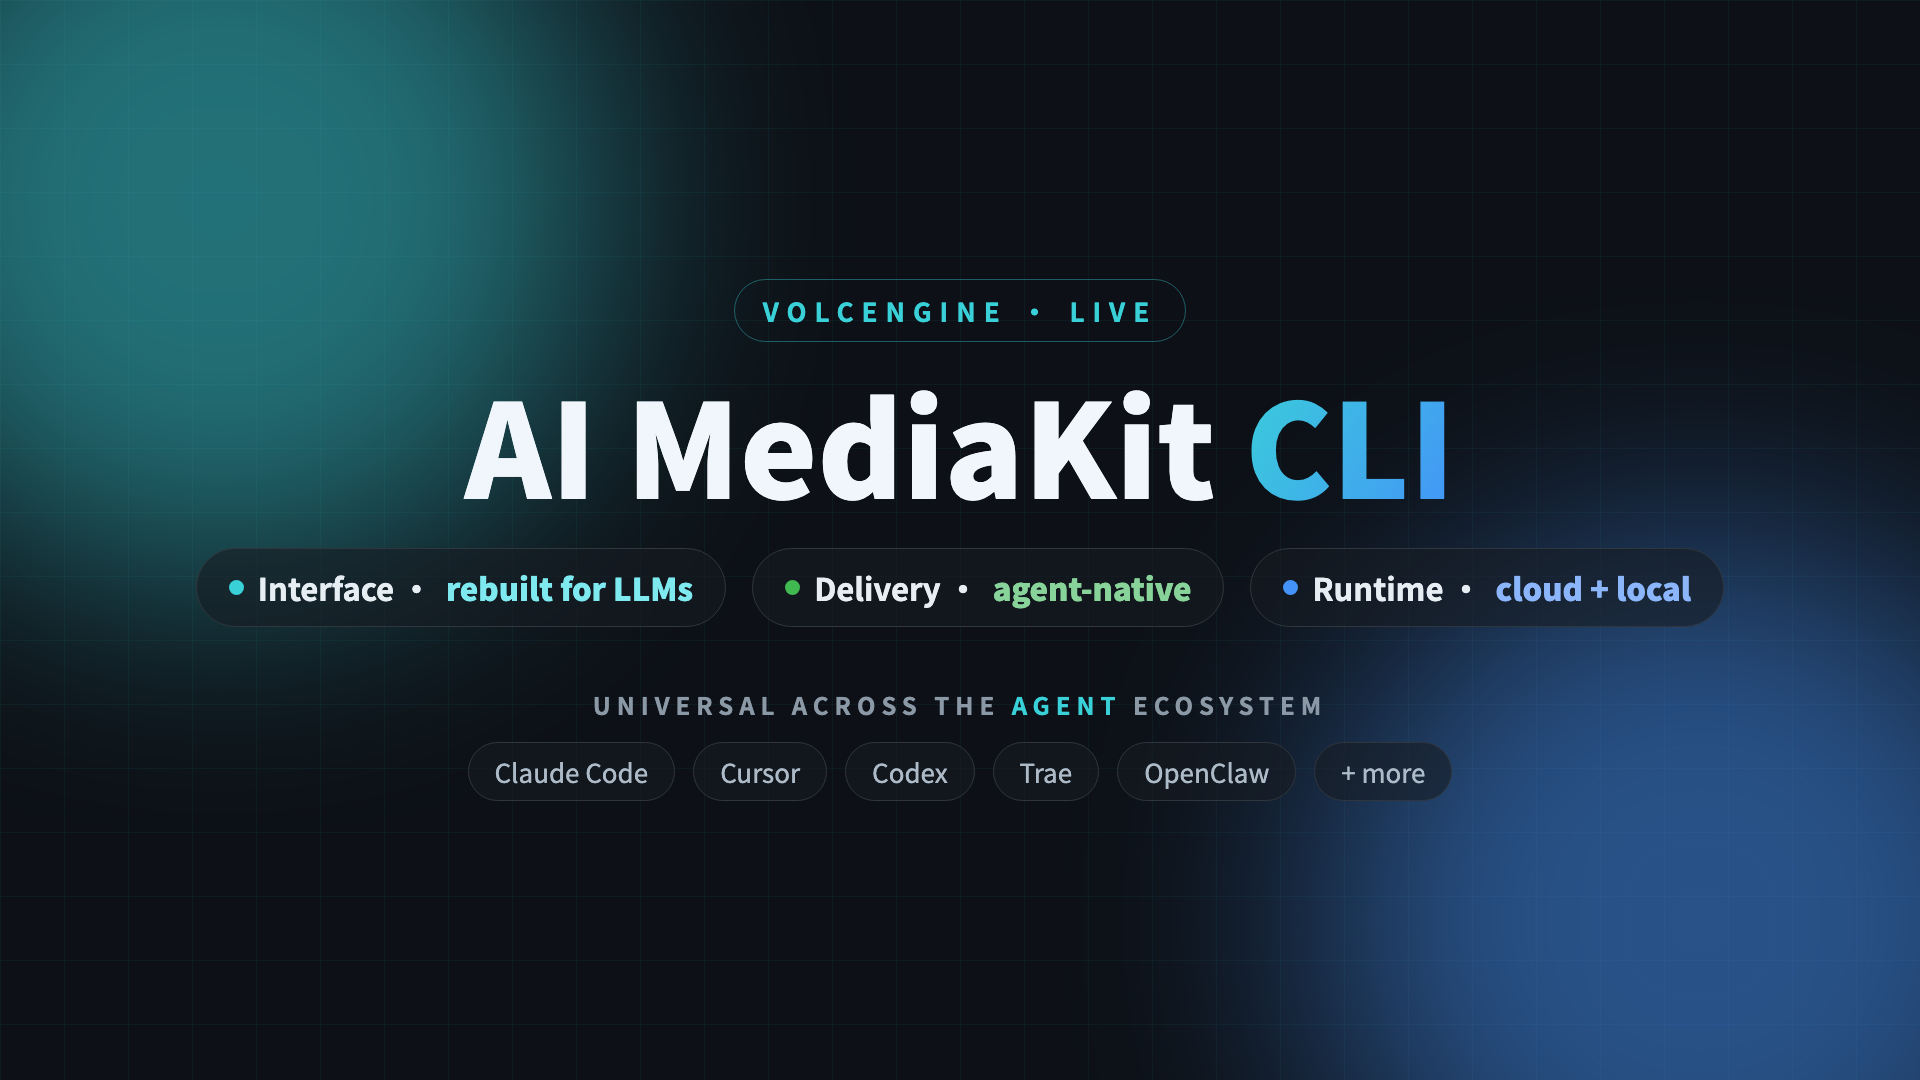 VOLCENGINE • LIVE
AI MediaKit CLI
Interface • rebuilt for LLMs
Delivery • agent-native
Runtime • cloud + local
UNIVERSAL ACROSS THE AGENT ECOSYSTEM
Claude Code
Cursor
Codex
Trae
OpenClaw
+ more